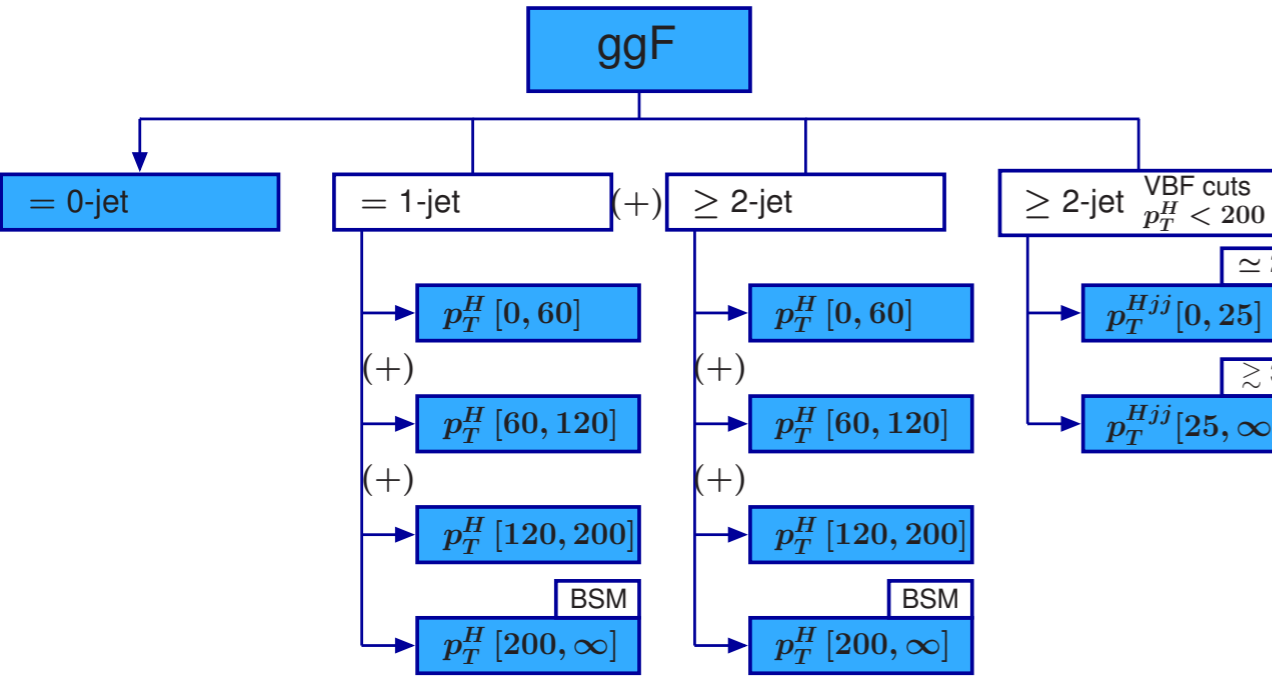 ggF
= 0-jet
= 1-jet
(+)
≥ 2-jet
≥ 2-jet VBF cuts
p_T^H < 200
p_T^H [0, 60]
(+)
p_T^H [60, 120]
(+)
p_T^H [120, 200]
BSM
p_T^H [200, ∞]
p_T^H [0, 60]
(+)
p_T^H [60, 120]
(+)
p_T^H [120, 200]
BSM
p_T^H [200, ∞]
≃
p_T^{Hjj} [0, 25]
≳
p_T^{Hjj} [25, ∞